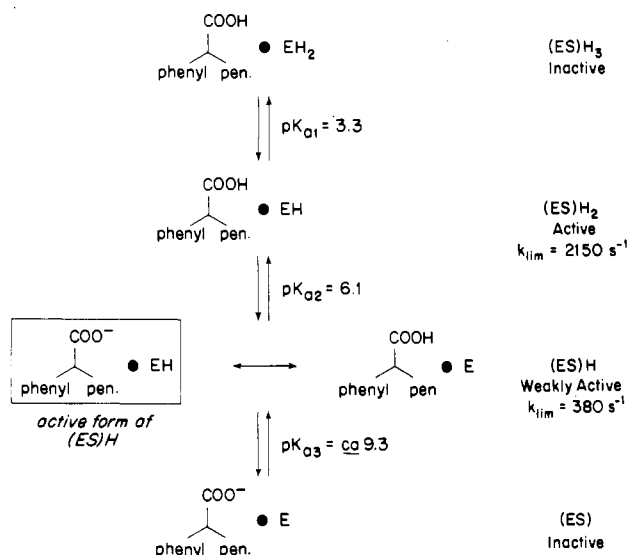 COOH
● EH₂
phenyl pen.
(ES)H₃
Inactive
pKa1 = 3.3
COOH
● EH
phenyl pen.
(ES)H₂
Active
klim = 2150 s⁻¹
pKa2 = 6.1
COO⁻
● EH
phenyl pen.
active form of
(ES)H
COOH
● E
phenyl pen
(ES)H
Weakly Active
klim = 380 s⁻¹
pKa3 = ca 9.3
COO⁻
● E
phenyl pen.
(ES)
Inactive